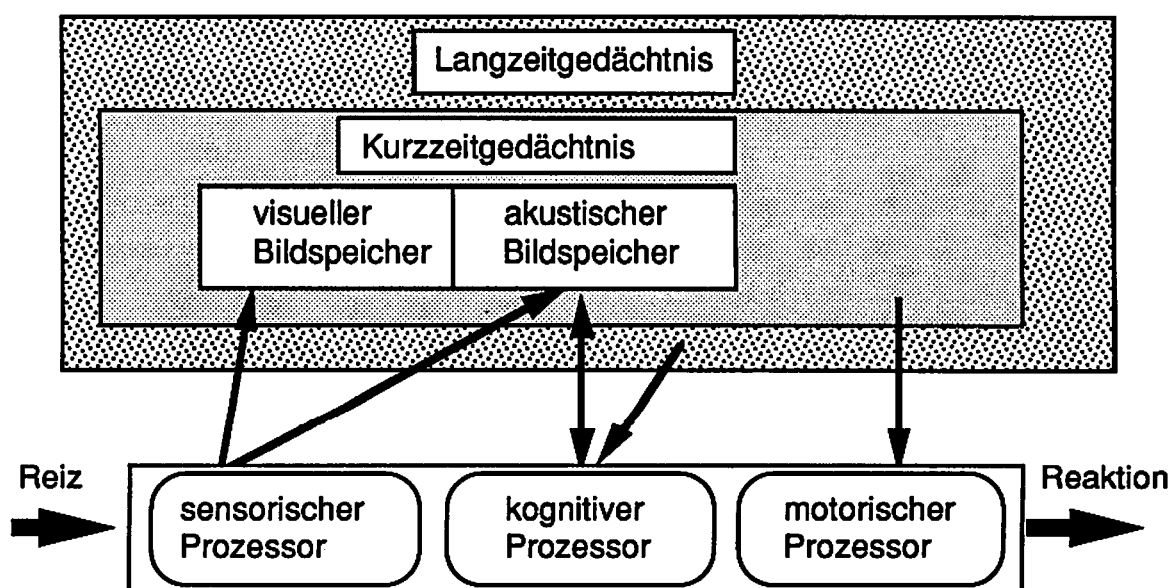 Langzeitgedächtnis
Kurzzeitgedächtnis
visueller
Bildspeicher
akustischer
Bildspeicher
Reiz
sensorischer
Prozessor
kognitiver
Prozessor
motorischer
Prozessor
Reaktion